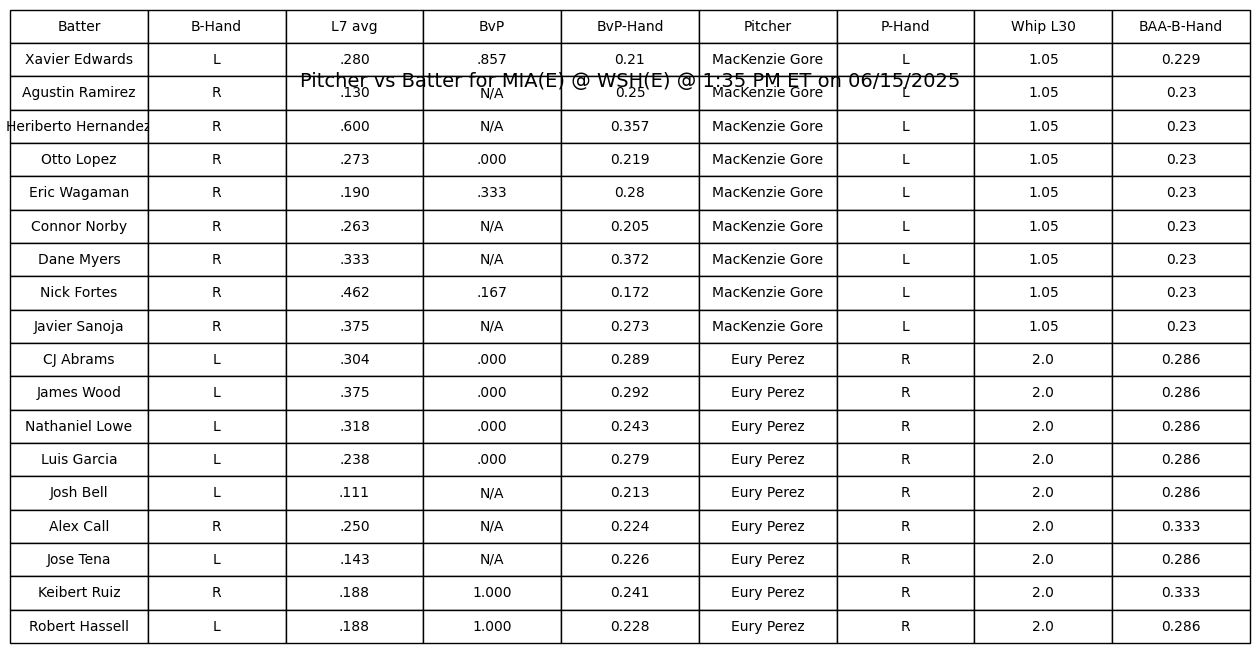 Batter B-Hand L7 avg BvP BvP-Hand Pitcher P-Hand Whip L30 BAA-B-Hand
Xavier Edwards L .280 .857 0.21 MacKenzie Gore L 1.05 0.229
Pitcher vs Batter for MIA(E) @ WSH(E) @ 1:35 PM ET on 06/15/2025
Agustin Ramirez R .130 N/A 0.25 MacKenzie Gore L 1.05 0.23
Heriberto Hernandez R .600 N/A 0.357 MacKenzie Gore L 1.05 0.23
Otto Lopez R .273 .000 0.219 MacKenzie Gore L 1.05 0.23
Eric Wagaman R .190 .333 0.28 MacKenzie Gore L 1.05 0.23
Connor Norby R .263 N/A 0.205 MacKenzie Gore L 1.05 0.23
Dane Myers R .333 N/A 0.372 MacKenzie Gore L 1.05 0.23
Nick Fortes R .462 .167 0.172 MacKenzie Gore L 1.05 0.23
Javier Sanoja R .375 N/A 0.273 MacKenzie Gore L 1.05 0.23
CJ Abrams L .304 .000 0.289 Eury Perez R 2.0 0.286
James Wood L .375 .000 0.292 Eury Perez R 2.0 0.286
Nathaniel Lowe L .318 .000 0.243 Eury Perez R 2.0 0.286
Luis Garcia L .238 .000 0.279 Eury Perez R 2.0 0.286
Josh Bell L .111 N/A 0.213 Eury Perez R 2.0 0.286
Alex Call R .250 N/A 0.224 Eury Perez R 2.0 0.333
Jose Tena L .143 N/A 0.226 Eury Perez R 2.0 0.286
Keibert Ruiz R .188 1.000 0.241 Eury Perez R 2.0 0.333
Robert Hassell L .188 1.000 0.228 Eury Perez R 2.0 0.286